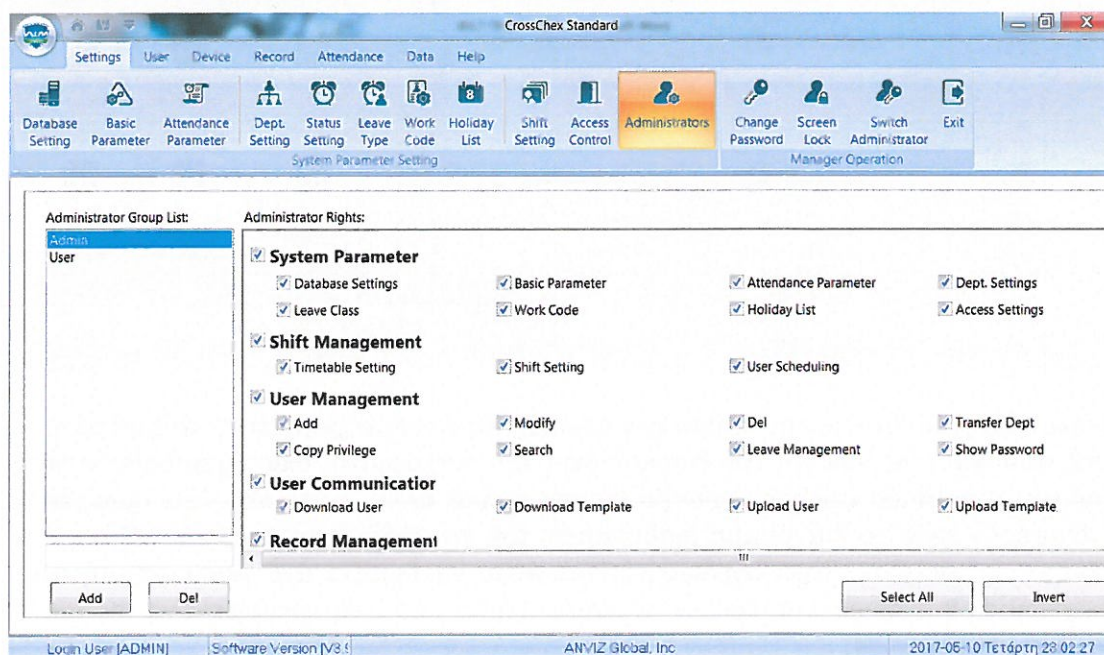 CrossChex Standard
Settings User Device Record Attendance Data Help
Database Setting Basic Parameter Attendance Parameter Dept. Setting Status Setting Leave Type Work Code Holiday List Shift Setting Access Control Administrators Change Password Screen Lock Switch Administrator Exit
System Parameter Setting Manager Operation
Administrator Group List: Administrator Rights:
Admin
User
System Parameter
Database Settings Basic Parameter Attendance Parameter Dept. Settings
Leave Class Work Code Holiday List Access Settings
Shift Management
Timetable Setting Shift Setting User Scheduling
User Management
Add Modify Del Transfer Dept
Copy Privilege Search Leave Management Show Password
User Communication
Download User Download Template Upload User Upload Template
Record Management
Add Del Select All Invert
Login User [ADMIN] Software Version [V3. ANVIZ Global, Inc 2017-05-10 Τετάρτη 23:02:27